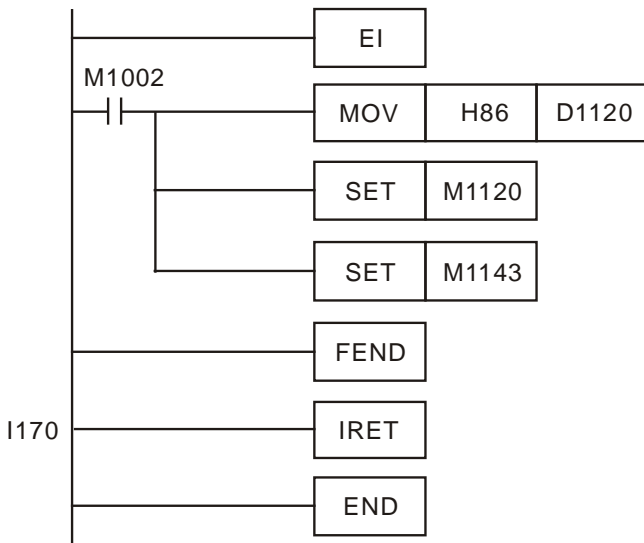 EI
M1002
MOV H86 D1120
SET M1120
SET M1143
FEND
I170 IRET
END